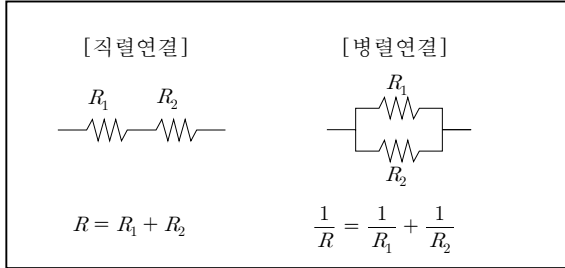 [직렬연결]
R₁ R₂
R = R₁ + R₂
[병렬연결]
R₁
R₂
1/R = 1/R₁ + 1/R₂